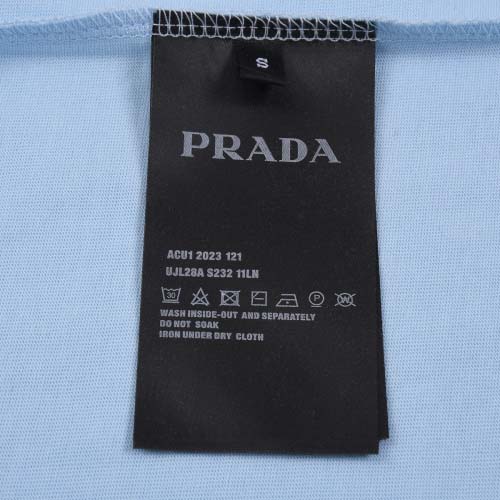 S
PRADA
ACU1 2023 121
UJL28A S232 11LN
30 P W
WASH INSIDE-OUT AND SEPARATELY
DO NOT SOAK
IRON UNDER DRY CLOTH